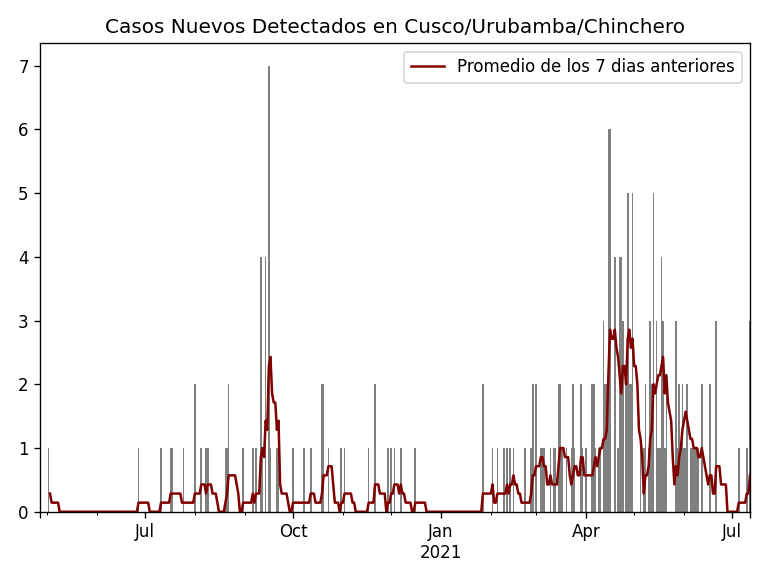 Casos Nuevos Detectados en Cusco/Urubamba/Chinchero
Promedio de los 7 dias anteriores
7
6
5
4
3
2
1
0
Jul
Oct
Jan
2021
Apr
Jul